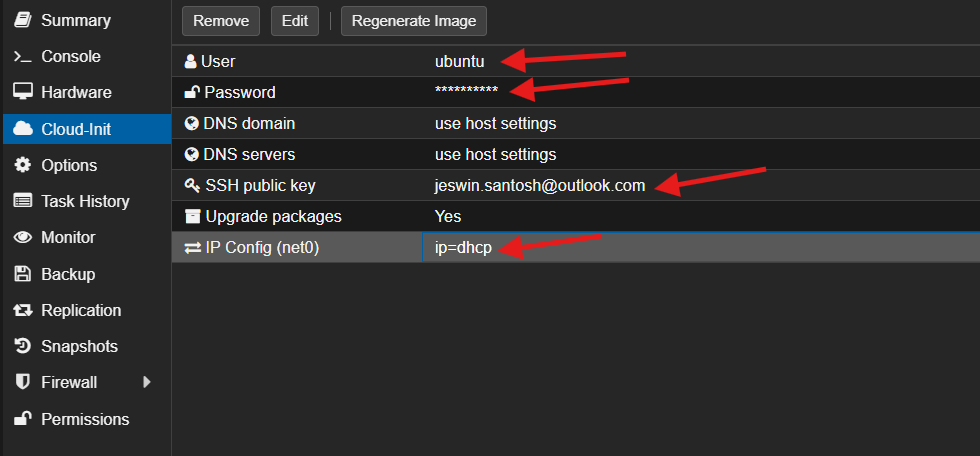 Summary
Console
Hardware
Cloud-Init
Options
Task History
Monitor
Backup
Replication
Snapshots
Firewall
Permissions
Remove Edit Regenerate Image
User ubuntu
Password **********
DNS domain use host settings
DNS servers use host settings
SSH public key jeswin.santosh@outlook.com
Upgrade packages Yes
IP Config (net0) ip=dhcp